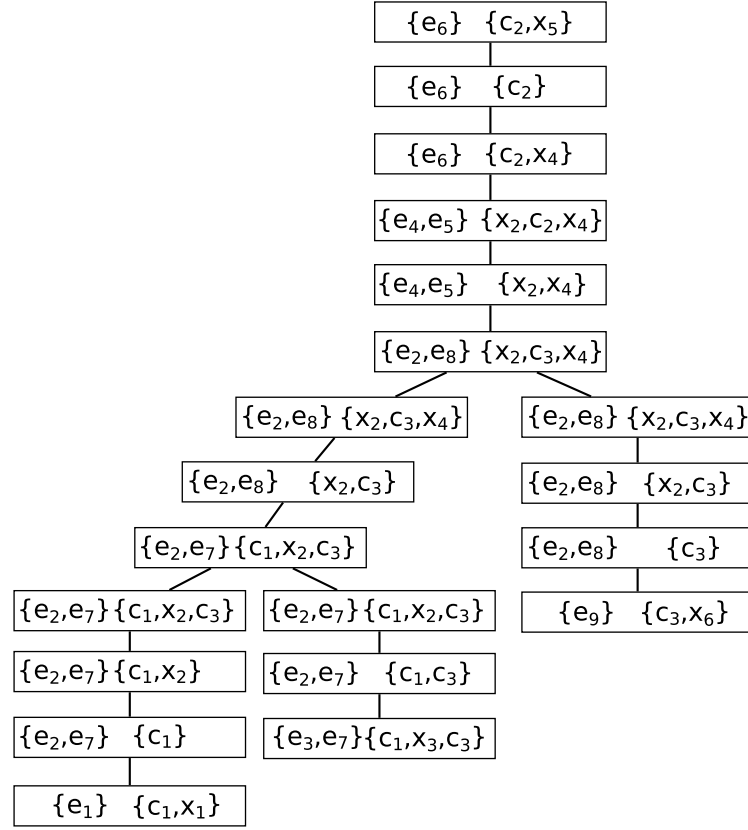 {e₆} {c₂,x₅}
{e₆} {c₂}
{e₆} {c₂,x₄}
{e₄,e₅} {x₂,c₂,x₄}
{e₄,e₅} {x₂,x₄}
{e₂,e₈} {x₂,c₃,x₄}
{e₂,e₈} {x₂,c₃,x₄} {e₂,e₈} {x₂,c₃,x₄}
{e₂,e₈} {x₂,c₃} {e₂,e₈} {x₂,c₃}
{e₂,e₇} {c₁,x₂,c₃} {e₂,e₈} {c₃}
{e₂,e₇} {c₁,x₂,c₃} {e₂,e₇} {c₁,x₂,c₃} {e₉} {c₃,x₆}
{e₂,e₇} {c₁,x₂} {e₂,e₇} {c₁,c₃}
{e₂,e₇} {c₁} {e₃,e₇} {c₁,x₃,c₃}
{e₁} {c₁,x₁}